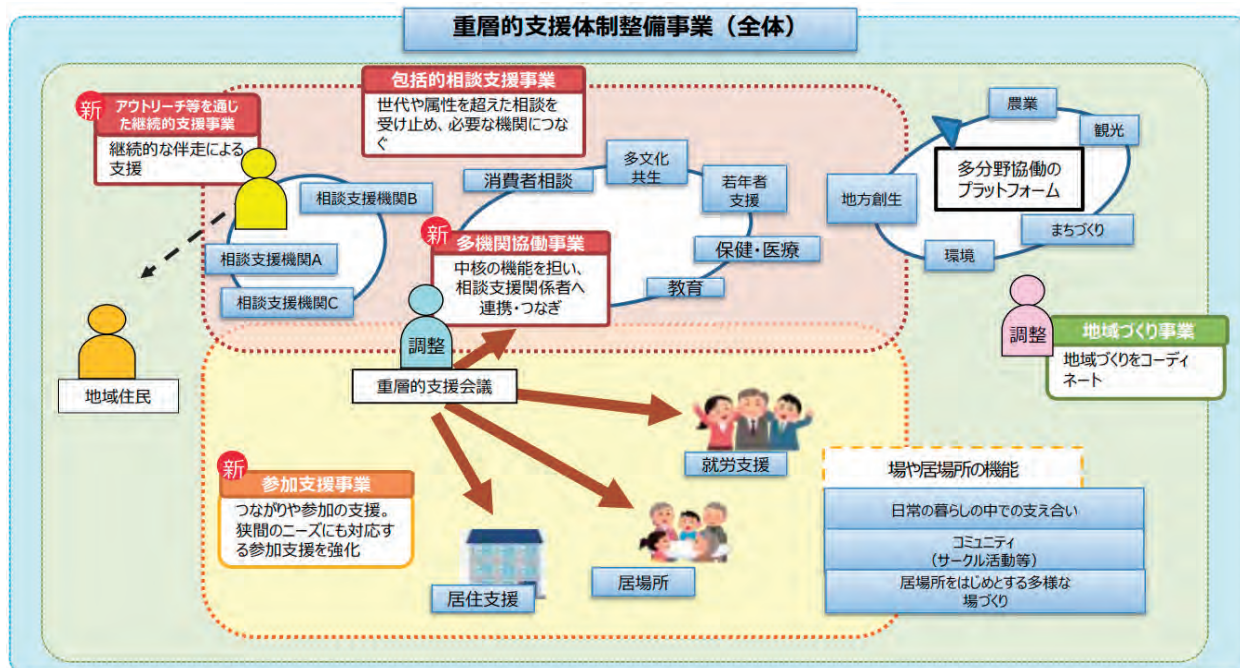 重層的支援体制整備事業（全体）
新
アウトリーチ等を通じ
た継続的支援事業
継続的な伴走による
支援
包括的相談支援事業
世代や属性を超えた相談を
受け止め、必要な機関につな
ぐ
相談支援機関B
相談支援機関A
相談支援機関C
消費者相談
多文化
共生
若年者
支援
保健・医療
教育
新
多機関協働事業
中核の機能を担い、
相談支援関係者へ
連携・つなぎ
調整
重層的支援会議
農業
観光
多分野協働の
プラットフォーム
地方創生
まちづくり
環境
調整
地域づくり事業
地域づくりをコーディ
ネート
地域住民
新
参加支援事業
つながりや参加の支援。
狭間のニーズにも対応す
る参加支援を強化
就労支援
居場所
居住支援
場や居場所の機能
日常の暮らしの中での支え合い
コミュニティ
（サークル活動等）
居場所をはじめとする多様な
場づくり